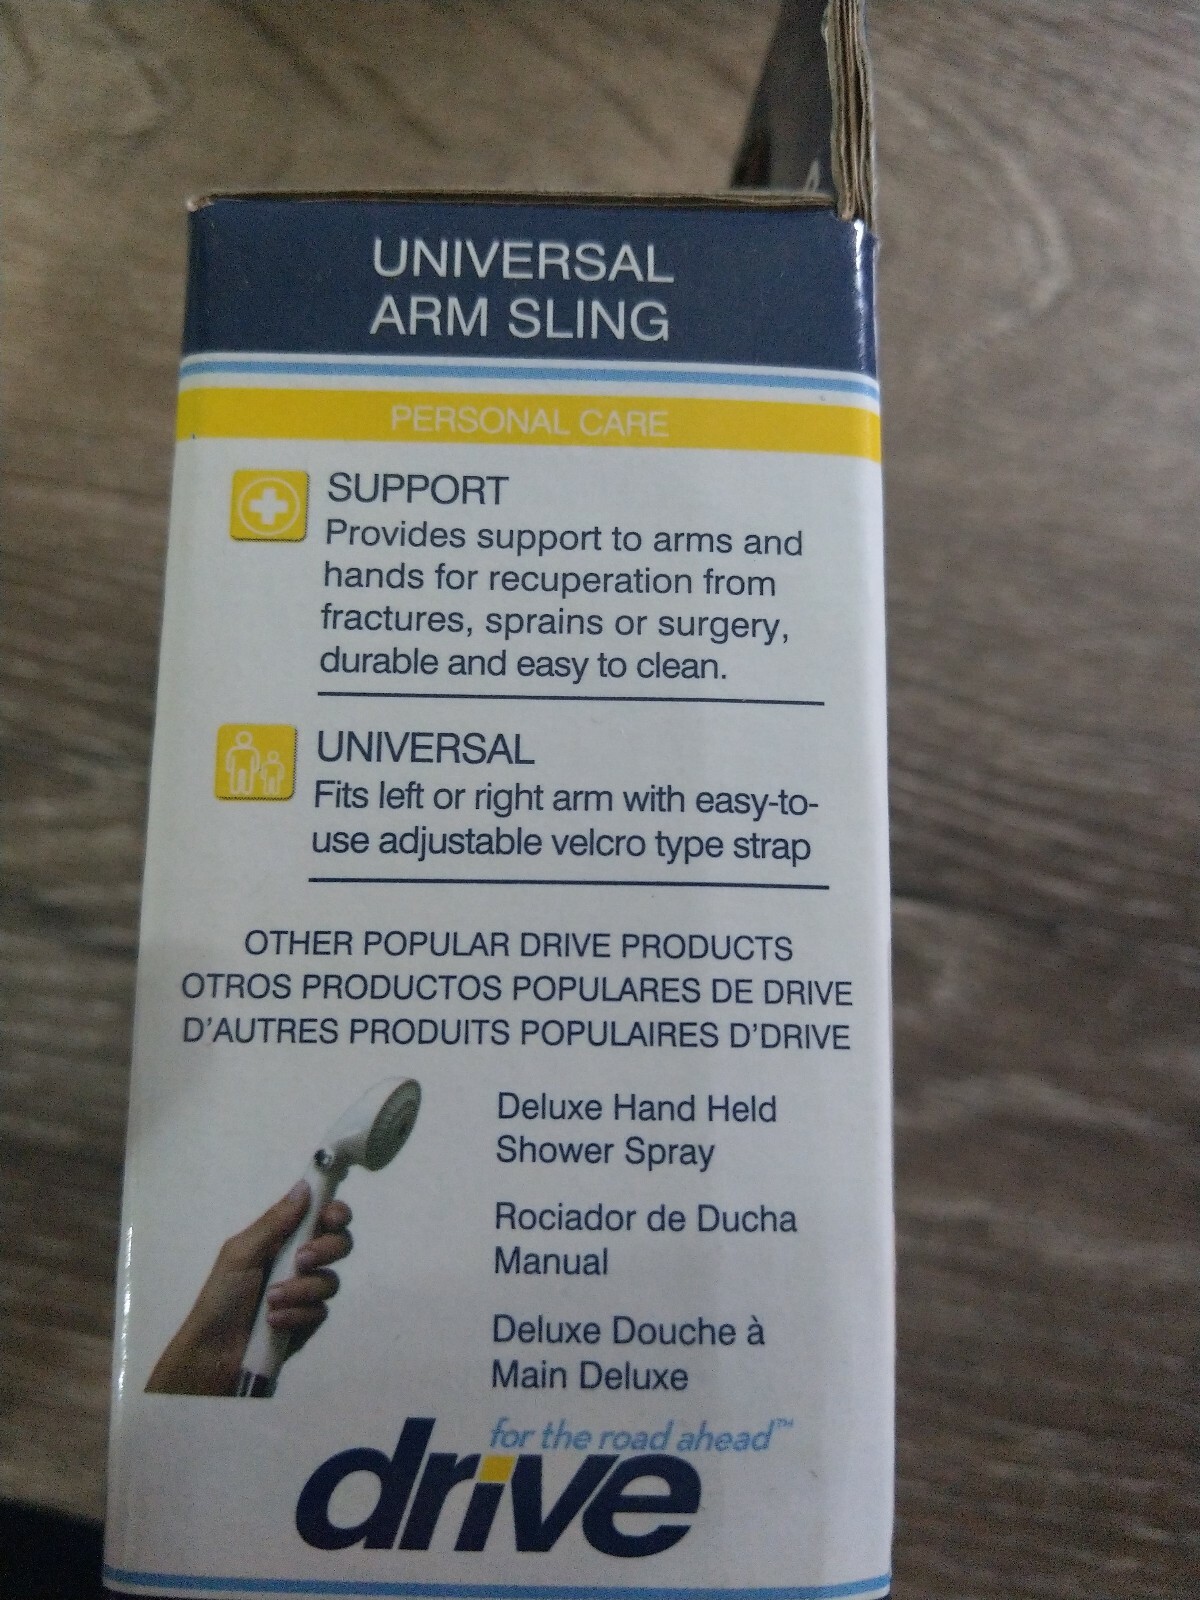 UNIVERSAL
ARM SLING
PERSONAL CARE
SUPPORT
Provides support to arms and
hands for recuperation from
fractures, sprains or surgery,
durable and easy to clean.
UNIVERSAL
Fits left or right arm with easy-to-
use adjustable velcro type strap
OTHER POPULAR DRIVE PRODUCTS
OTROS PRODUCTOS POPULARES DE DRIVE
D'AUTRES PRODUITS POPULAIRES D'DRIVE
Deluxe Hand Held
Shower Spray
Rociador de Ducha
Manual
Deluxe Douche à
Main Deluxe
for the road ahead™
drive